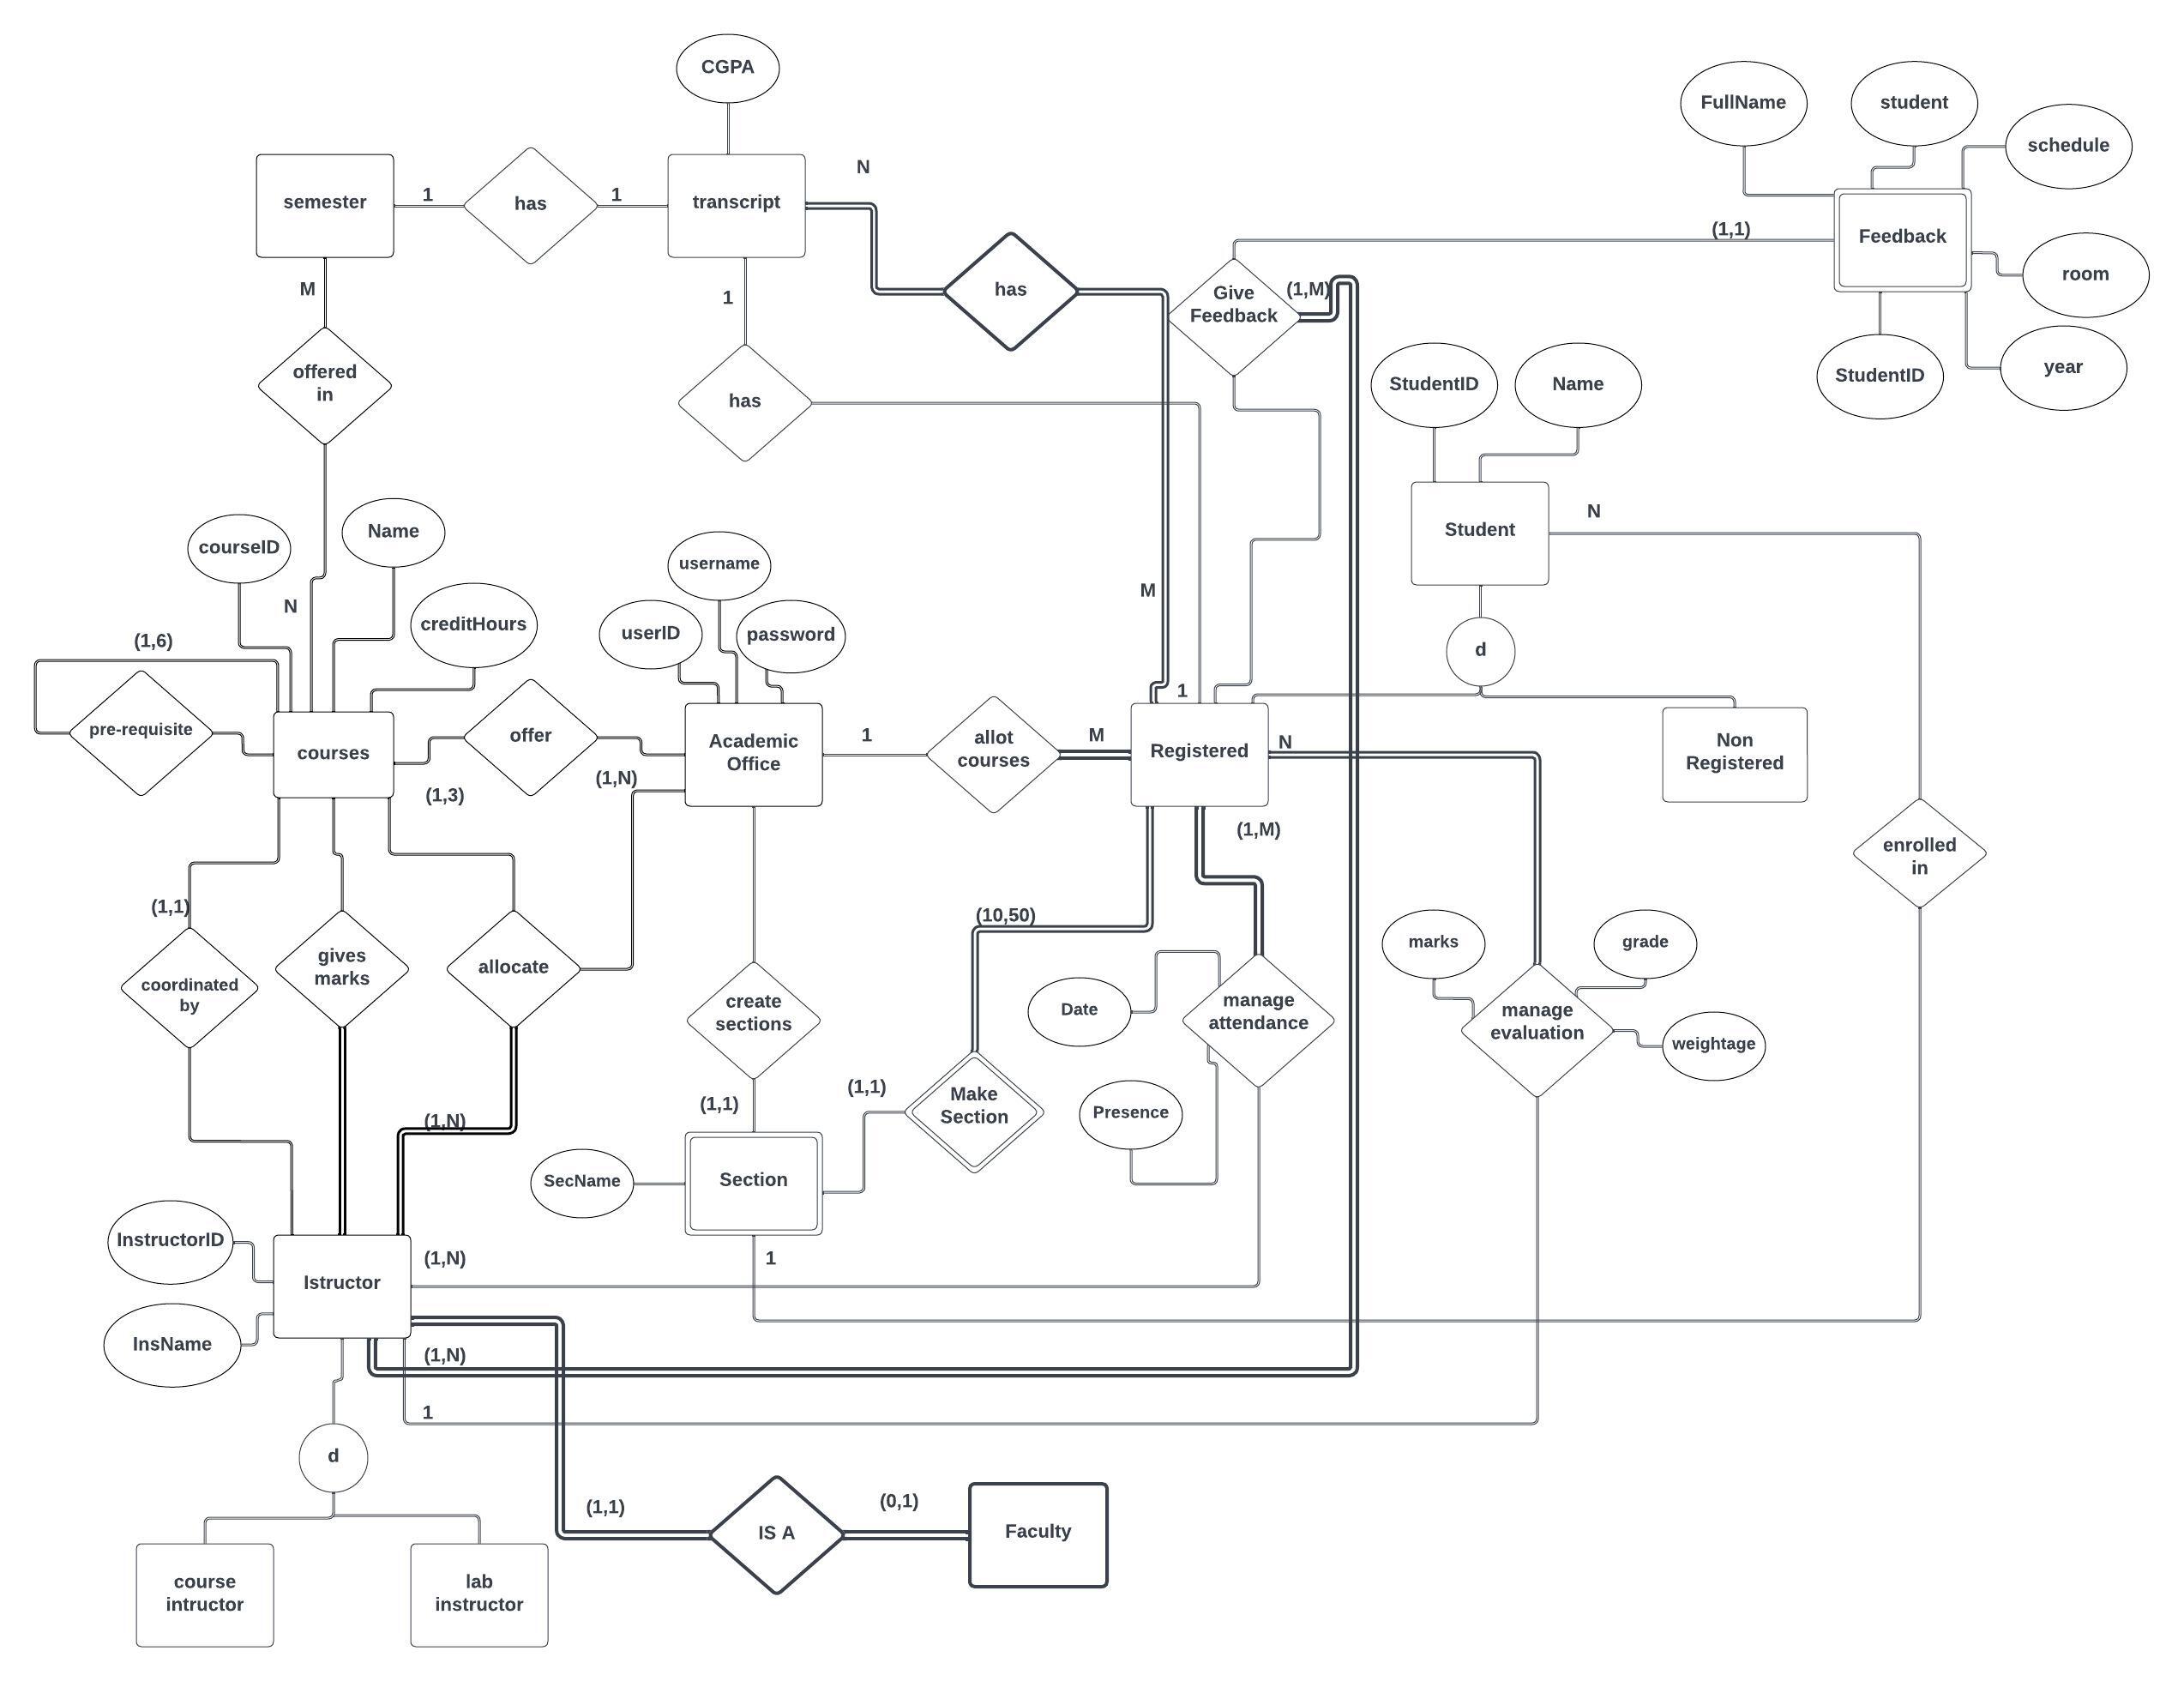 CGPA
FullName
student
schedule
N
semester
1
has
1
transcript
Feedback
(1,1)
room
M
1
has
Give
Feedback
(1,M)
year
StudentID
offered
in
has
StudentID
Name
N
Student
courseID
Name
username
M
N
creditHours
userID
password
d
(1,6)
1
pre-requisite
courses
offer
Academic
Office
1
allot
courses
M
Registered
N
Non
Registered
(1,3)
(1,N)
(1,M)
enrolled
in
(1,1)
(10,50)
marks
grade
coordinated
by
gives
marks
allocate
create
sections
Date
manage
attendance
manage
evaluation
weightage
(1,N)
(1,1)
(1,1)
Make
Section
Presence
SecName
Section
InstructorID
Istructor
(1,N)
1
InsName
(1,N)
1
d
(1,1)
IS A
(0,1)
Faculty
course
intructor
lab
instructor